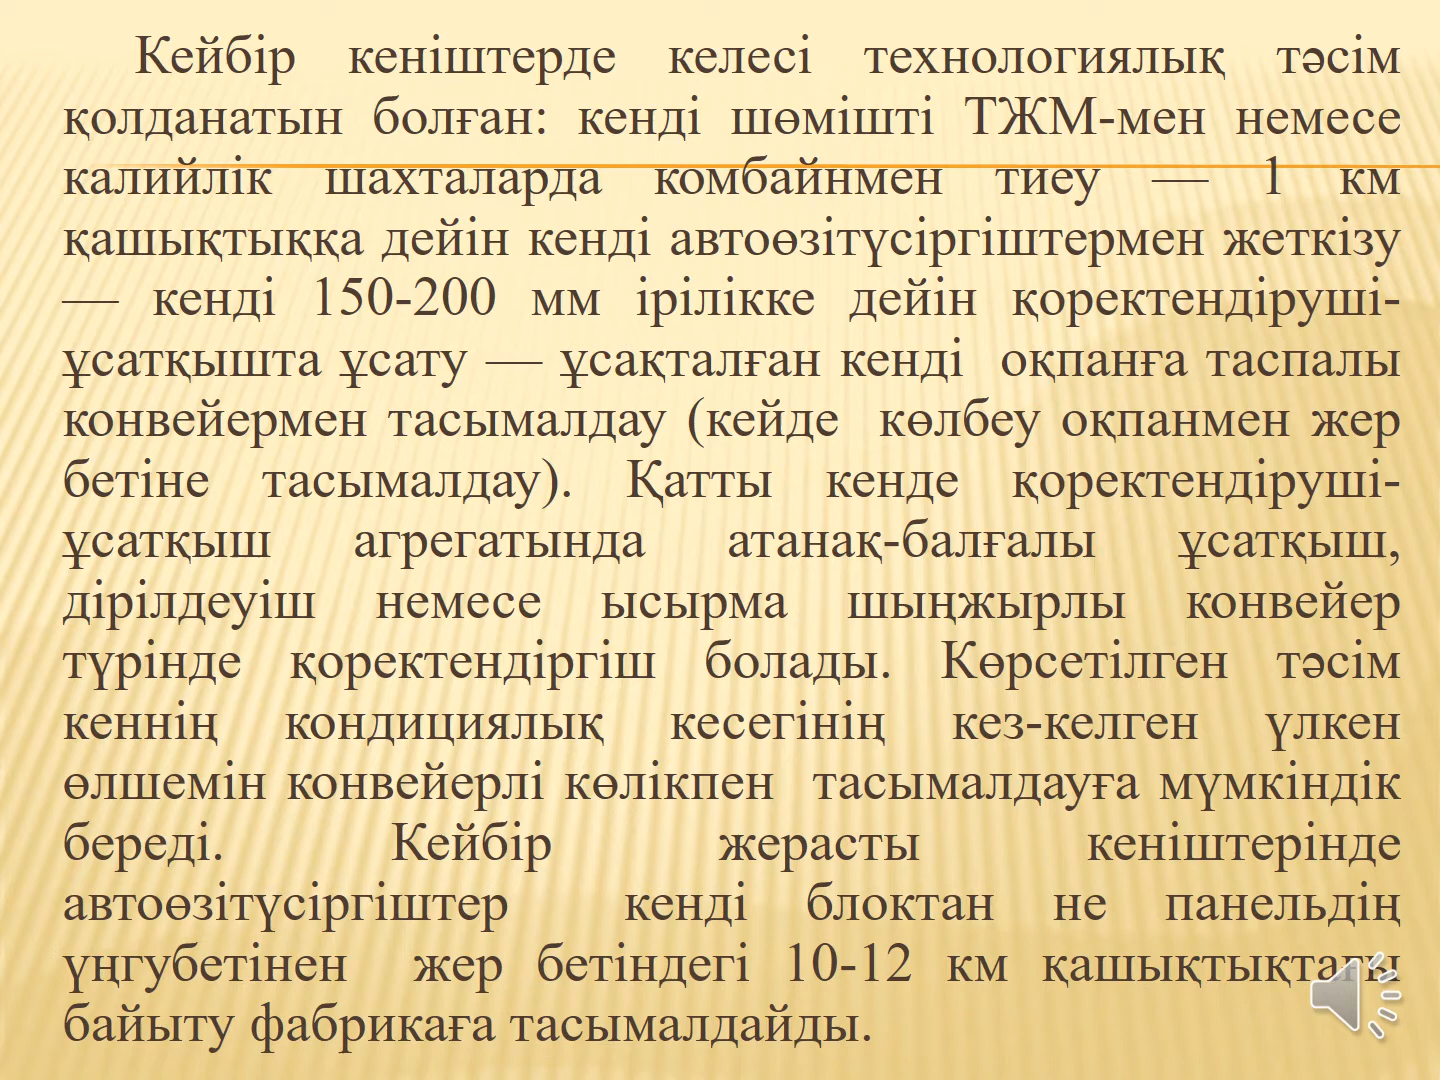 Кейбір кеніштерде келесі технологиялық тәсім
қолданатын болған: кенді шөмішті ТЖМ-мен немесе
калийлік шахталарда комбайнмен тиеу — 1 км
қашықтыққа дейін кенді автоөзітүсіргіштермен жеткізу
— кенді 150-200 мм ірілікке дейін қоректендіруші-
ұсатқышта ұсату — ұсақталған кенді оқпанға таспалы
конвейермен тасымалдау (кейде көлбеу оқпанмен жер
бетіне тасымалдау). Қатты кенде қоректендіруші-
ұсатқыш агрегатында атанақ-балғалы ұсатқыш,
дірілдеуіш немесе ысырма шыңжырлы конвейер
түрінде қоректендіргіш болады. Көрсетілген тәсім
кеннің кондициялық кесегінің кез-келген үлкен
өлшемін конвейерлі көлікпен тасымалдауға мүмкіндік
береді. Кейбір жерасты кеніштерінде
автоөзітүсіргіштер кенді блоктан не панельдің
үңгубетінен жер бетіндегі 10-12 км қашықтықтағы
байыту фабрикаға тасымалдайды.